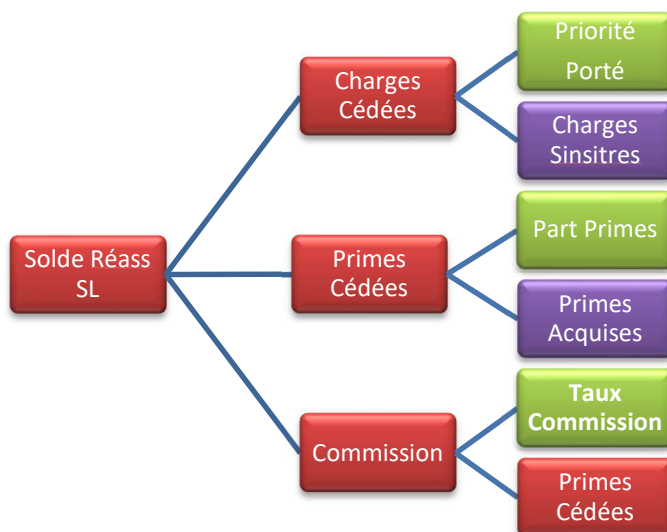 Priorité
Porté
Charges
Cédées
Charges
Sinsitres
Part Primes
Solde Réass
SL
Primes
Cédées
Primes
Acquises
Taux
Commission
Commission
Primes
Cédées